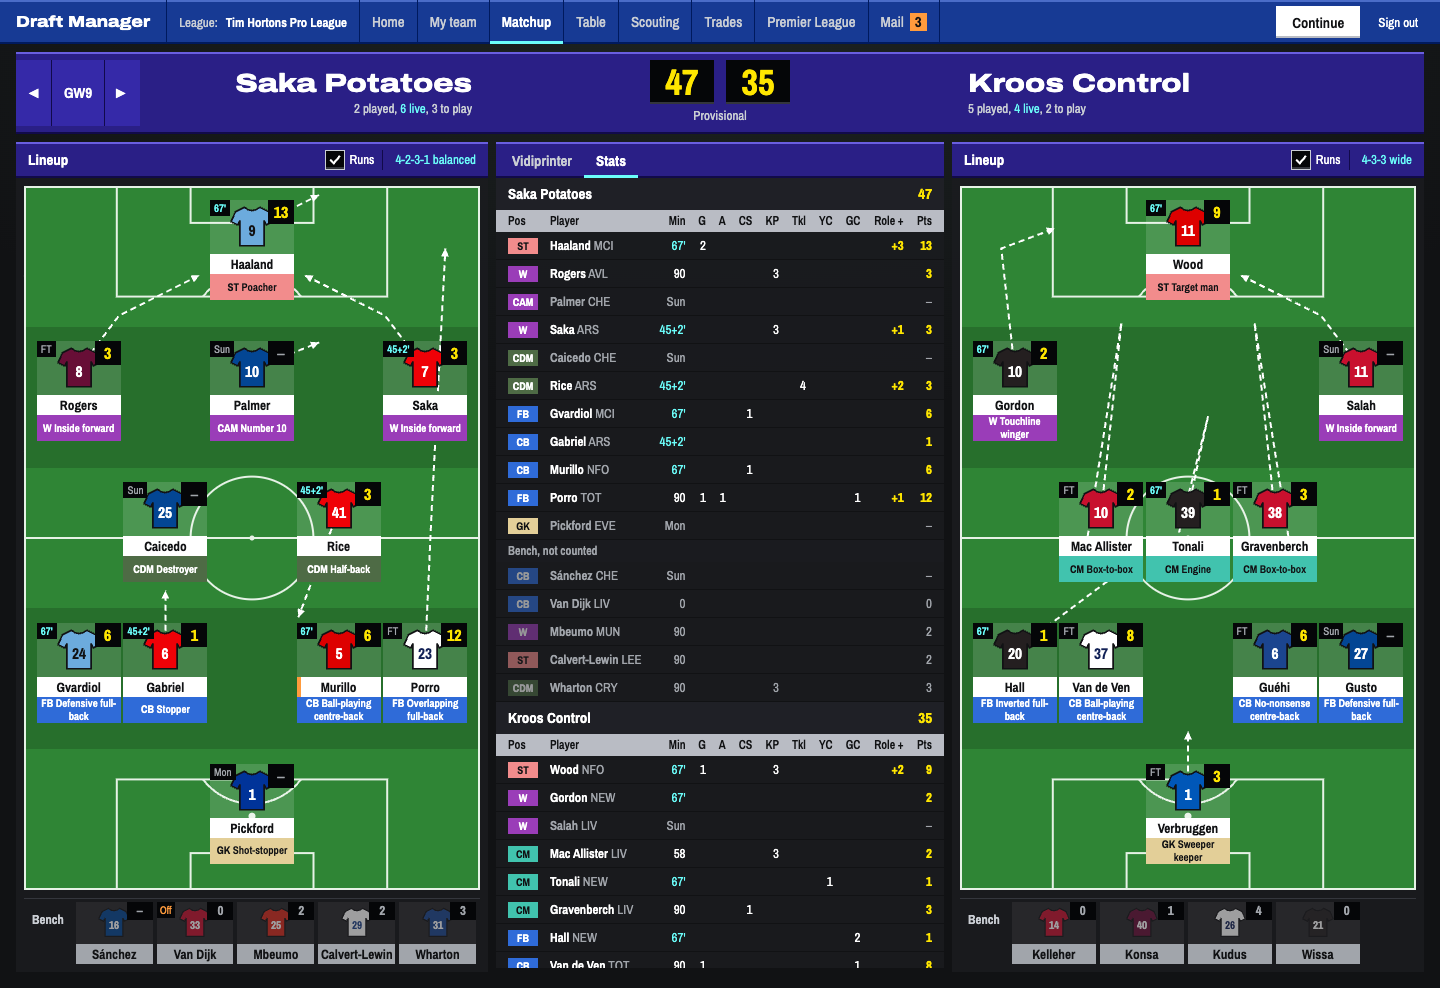 Draft Manager
League: Tim Hortons Pro League
Home
My team
Matchup
Table
Scouting
Trades
Premier League
Mail 3
Continue
Sign out
◀ GW9 ▶
Saka Potatoes
2 played, 6 live, 3 to play
47 35
Provisional
Kroos Control
5 played, 4 live, 2 to play
Lineup
Runs
4-2-3-1 balanced
67' 13
9
Haaland
ST Poacher
FT 3
8
Rogers
W Inside forward
Sun –
10
Palmer
CAM Number 10
45+2' 3
7
Saka
W Inside forward
Sun –
25
Caicedo
CDM Destroyer
45+2' 3
41
Rice
CDM Half-back
67' 6
24
Gvardiol
FB Defensive full-
back
45+2' 1
6
Gabriel
CB Stopper
67' 6
5
Murillo
CB Ball-playing
centre-back
FT 12
23
Porro
FB Overlapping
full-back
Mon –
1
Pickford
GK Shot-stopper
Bench
–
16
Sánchez
Off 0
33
Van Dijk
2
25
Mbeumo
2
29
Calvert-Lewin
3
31
Wharton
Vidiprinter
Stats
Saka Potatoes 47
Pos Player Min G A CS KP Tkl YC GC Role + Pts
ST Haaland MCI 67' 2 +3 13
W Rogers AVL 90 3 3
CAM Palmer CHE Sun –
W Saka ARS 45+2' 3 +1 3
CDM Caicedo CHE Sun –
CDM Rice ARS 45+2' 4 +2 3
FB Gvardiol MCI 67' 1 6
CB Gabriel ARS 45+2' 1
CB Murillo NFO 67' 1 6
FB Porro TOT 90 1 1 1 +1 12
GK Pickford EVE Mon –
Bench, not counted
CB Sánchez CHE Sun –
CB Van Dijk LIV 0 0
W Mbeumo MUN 90 2
ST Calvert-Lewin LEE 90 2
CDM Wharton CRY 90 3 3
Kroos Control 35
Pos Player Min G A CS KP Tkl YC GC Role + Pts
ST Wood NFO 67' 1 3 +2 9
W Gordon NEW 67' 2
W Salah LIV Sun –
CM Mac Allister LIV 58 3 2
CM Tonali NEW 67' 1 1
CM Gravenberch LIV 90 1 3
FB Hall NEW 67' 2 1
CB Van de Ven TOT 90 1 1 8
Lineup
Runs
4-3-3 wide
67' 9
11
Wood
ST Target man
67' 2
10
Gordon
W Touchline
winger
Sun –
11
Salah
W Inside forward
FT 2
10
Mac Allister
CM Box-to-box
67' 1
39
Tonali
CM Engine
FT 3
38
Gravenberch
CM Box-to-box
67' 1
20
Hall
FB Inverted full-
back
FT 8
37
Van de Ven
CB Ball-playing
centre-back
FT 6
6
Guéhi
CB No-nonsense
centre-back
Sun –
27
Gusto
FB Defensive full-
back
FT 3
1
Verbruggen
GK Sweeper
keeper
Bench
0
14
Kelleher
1
40
Konsa
4
26
Kudus
0
21
Wissa